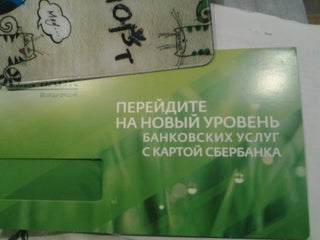 ПЕРЕЙДИТЕ
НА НОВЫЙ УРОВЕНЬ
БАНКОВСКИХ УСЛУГ
С КАРТОЙ СБЕРБАНКА